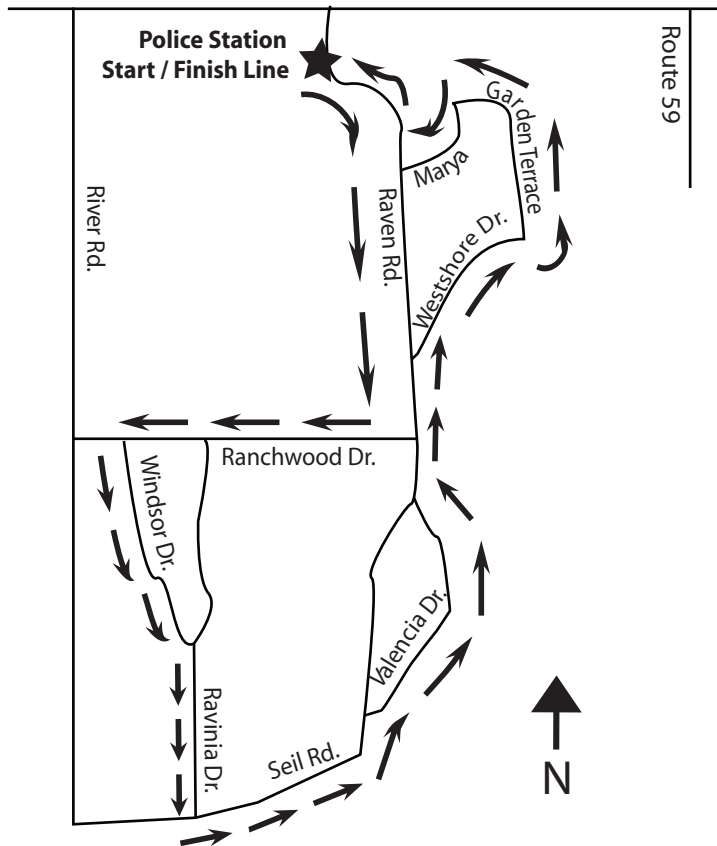 Police Station
Start / Finish Line
Route 59
Garden Terrace
Marya
River Rd.
Raven Rd.
Westshore Dr.
Ranchwood Dr.
Windsor Dr.
Valencia Dr.
Ravinia Dr.
Seil Rd.
N